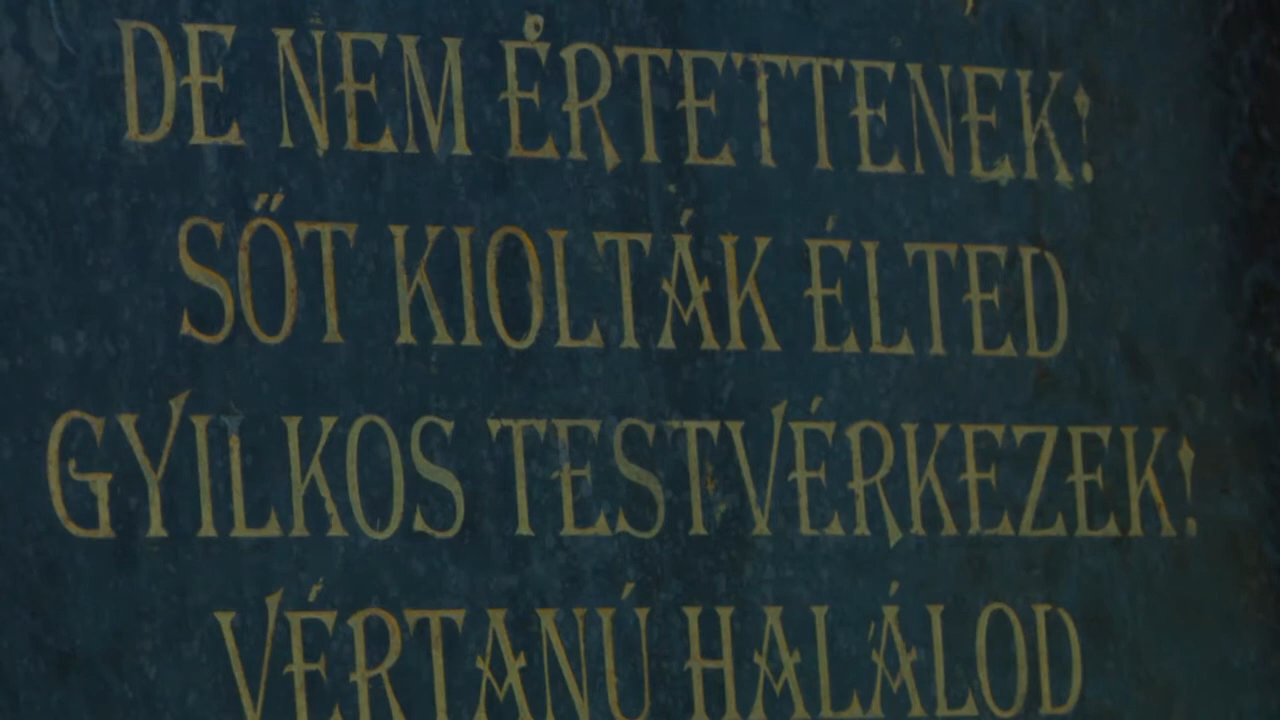 DE NEM ÉRTETTENEK!
SŐT KIOLTÁK ÉLTED
GYILKOS TESTVÉRKEZEK!
VÉRTANÚ HALÁLOD